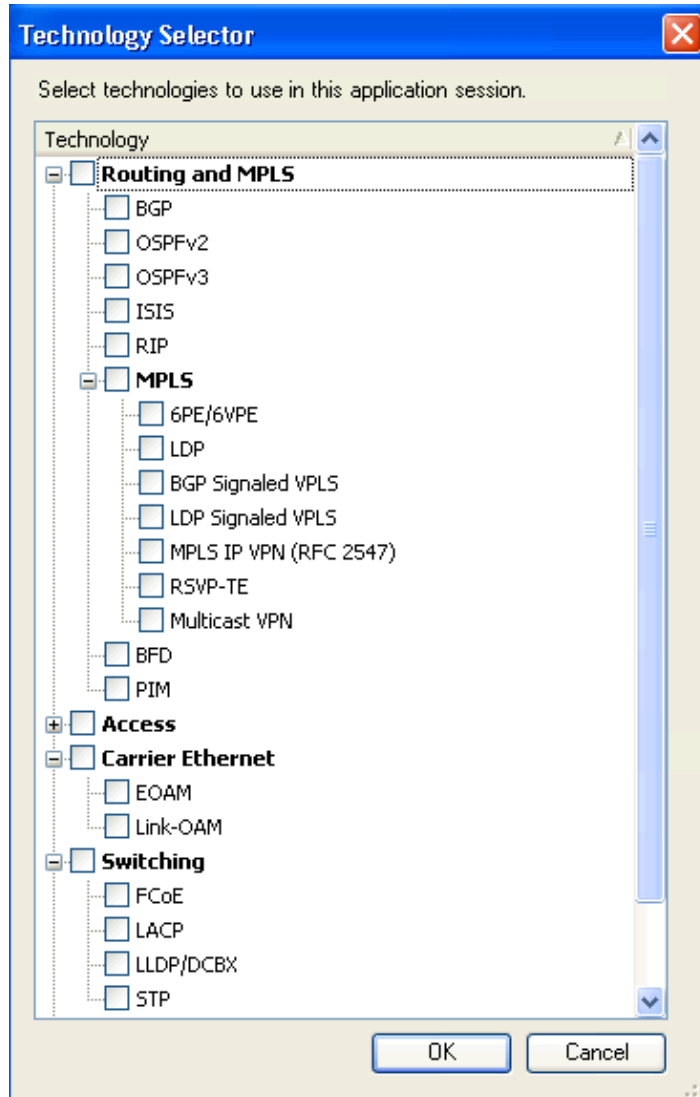 Technology Selector
Select technologies to use in this application session.
Technology
Routing and MPLS
BGP
OSPFv2
OSPFv3
ISIS
RIP
MPLS
6PE/6VPE
LDP
BGP Signaled VPLS
LDP Signaled VPLS
MPLS IP VPN (RFC 2547)
RSVP-TE
Multicast VPN
BFD
PIM
Access
Carrier Ethernet
EOAM
Link-OAM
Switching
FCoE
LACP
LLDP/DCBX
STP
OK Cancel